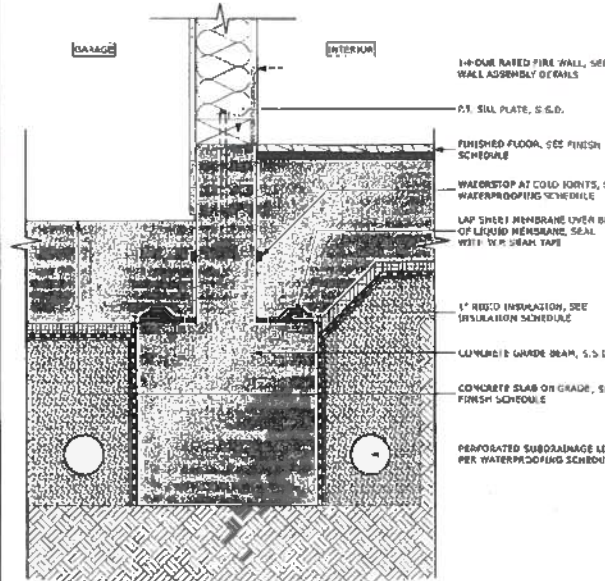 GARAGE
INTERIOR
1-HOUR RATED FIRE WALL, SEE
WALL ASSEMBLY DETAILS
P.T. SILL PLATE, S.S.D.
FINISHED FLOOR, SEE FINISH
SCHEDULE
WATERSTOP AT COLD JOINTS, S
WATERPROOFING SCHEDULE
LAP SHEET MEMBRANE OVER
OF LIQUID MEMBRANE, SEAL
WITH SEAM TAPE
1" RIGID INSULATION, SEE
INSULATION SCHEDULE
CONCRETE GRADE BEAM, S.S.D
CONCRETE SLAB ON GRADE, S
FINISH SCHEDULE
PERFORATED SUBDRAINAGE
PER WATERPROOFING SCHEDU